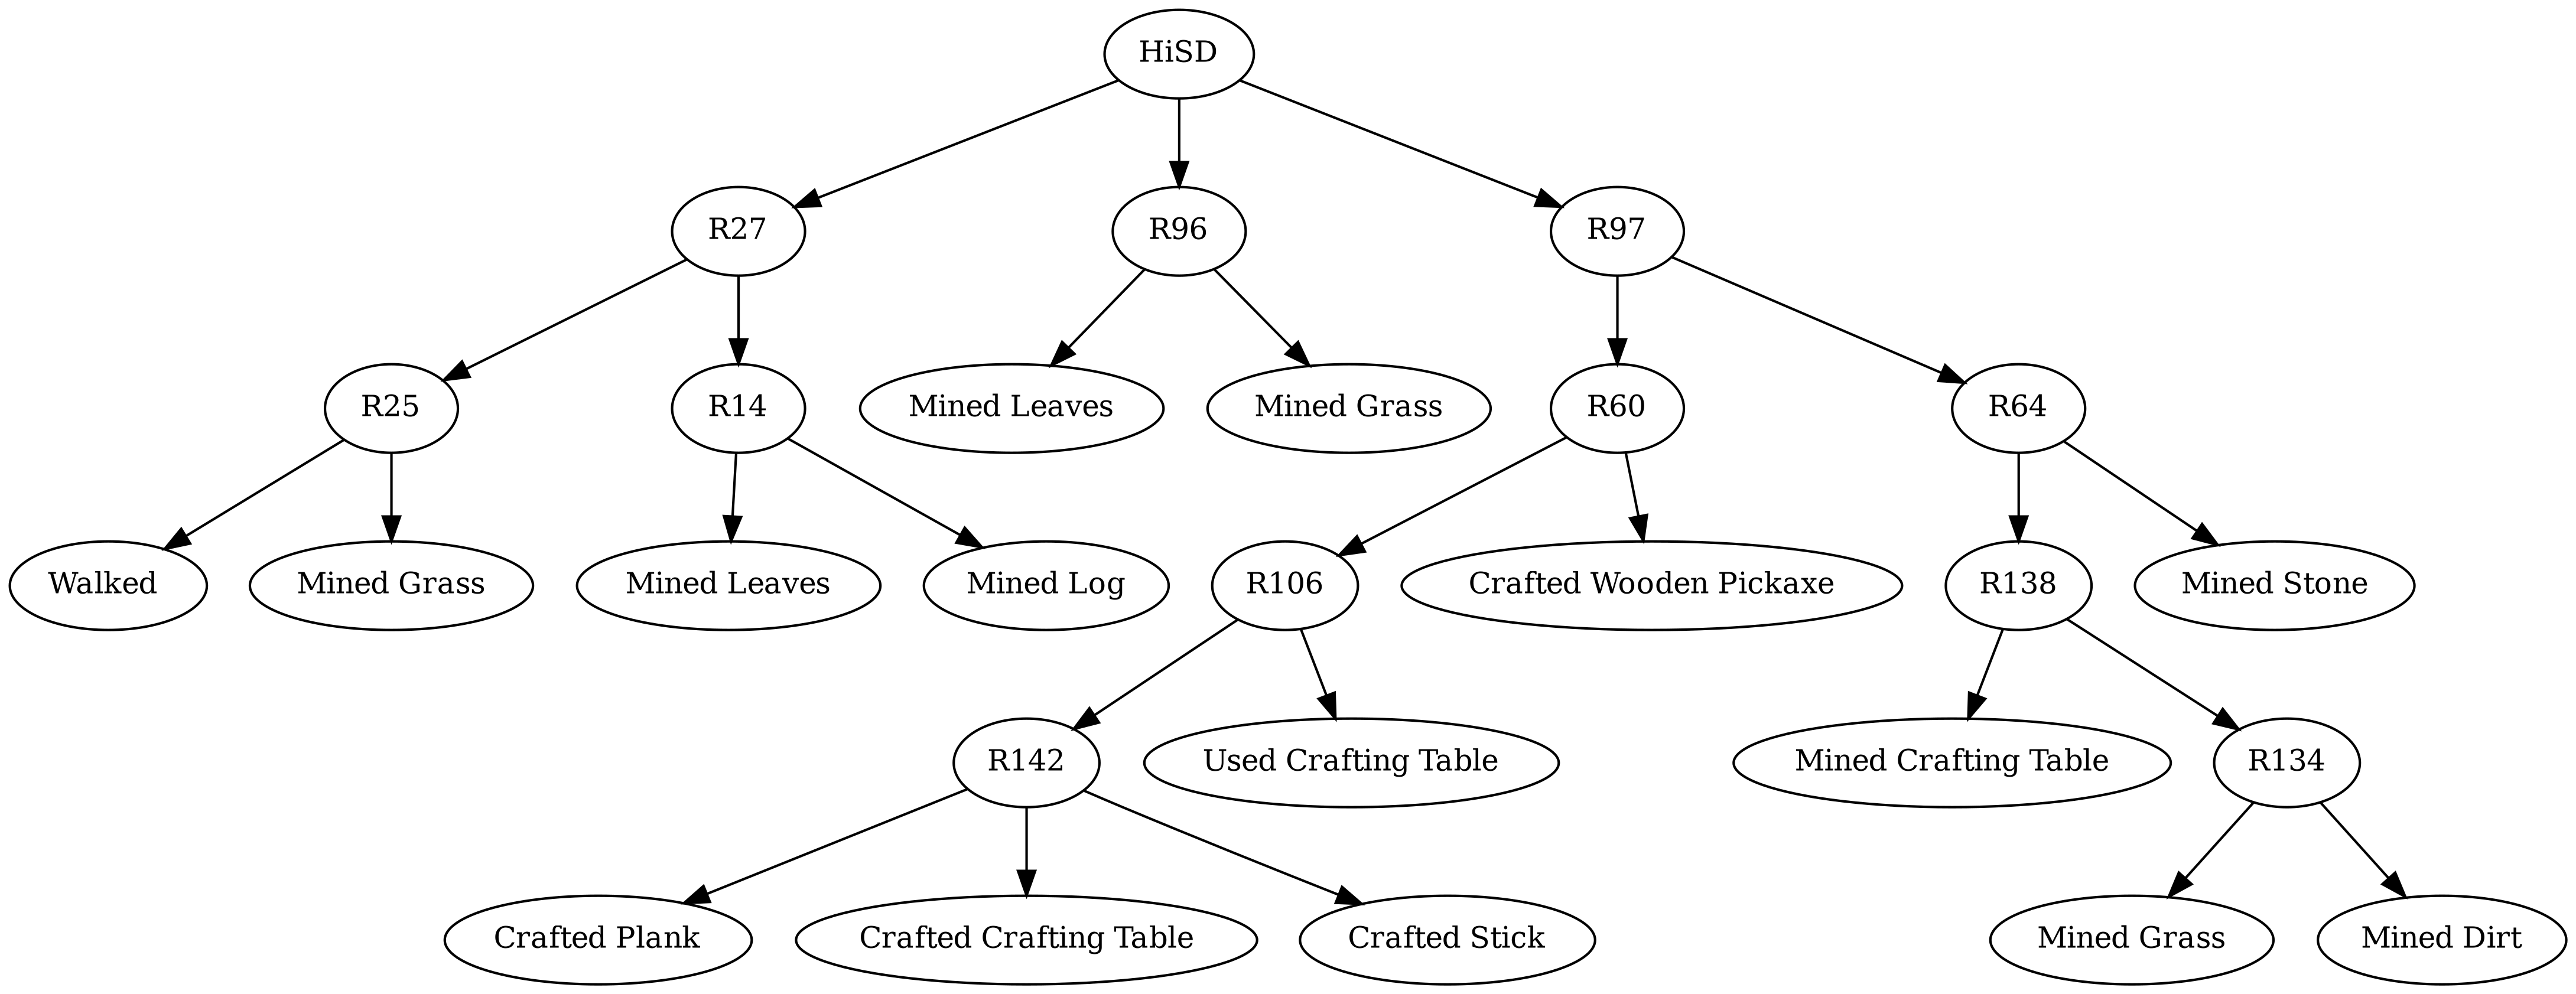 HiSD
R27
R96
R97
R25
R14
Mined Leaves
Mined Grass
R60
R64
Walked
Mined Grass
Mined Leaves
Mined Log
R106
Crafted Wooden Pickaxe
R138
Mined Stone
R142
Used Crafting Table
Mined Crafting Table
R134
Crafted Plank
Crafted Crafting Table
Crafted Stick
Mined Grass
Mined Dirt